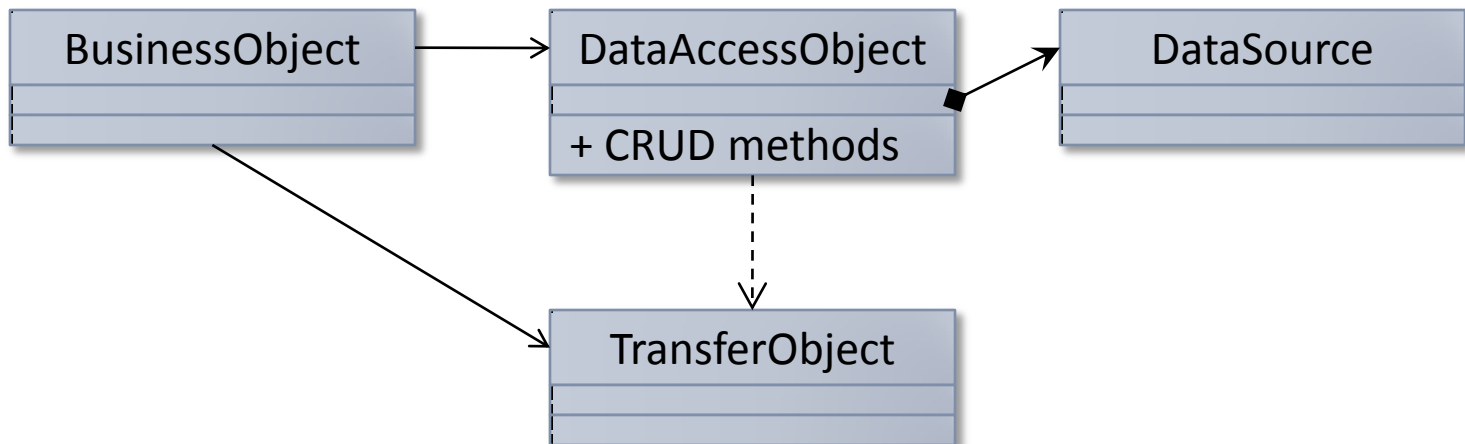 BusinessObject
DataAccessObject
DataSource
+ CRUD methods
TransferObject